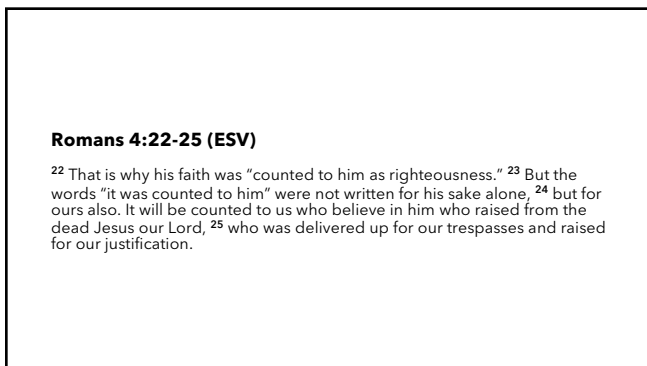 Romans 4:22-25 (ESV)
22 That is why his faith was “counted to him as righteousness.” 23 But the
words “it was counted to him” were not written for his sake alone, 24 but for
ours also. It will be counted to us who believe in him who raised from the
dead Jesus our Lord, 25 who was delivered up for our trespasses and raised
for our justification.